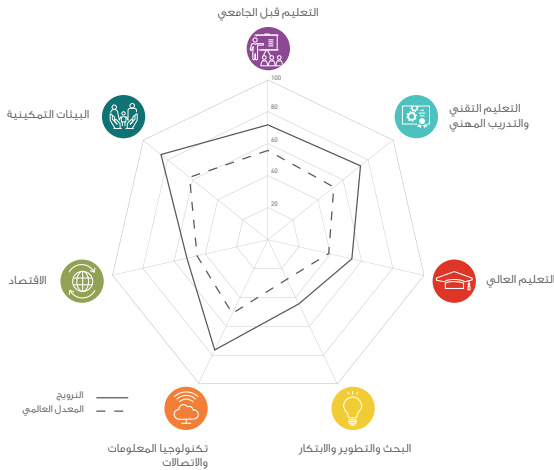 التعليم قبل الجامعي
100
80
60
40
20
التعليم التقني
والتدريب المهني
البيئات التمكينية
التعليم العالي
الاقتصاد
النرويج
المعدل العالمي
البحث والتطوير والابتكار
تكنولوجيا المعلومات
والاتصالات